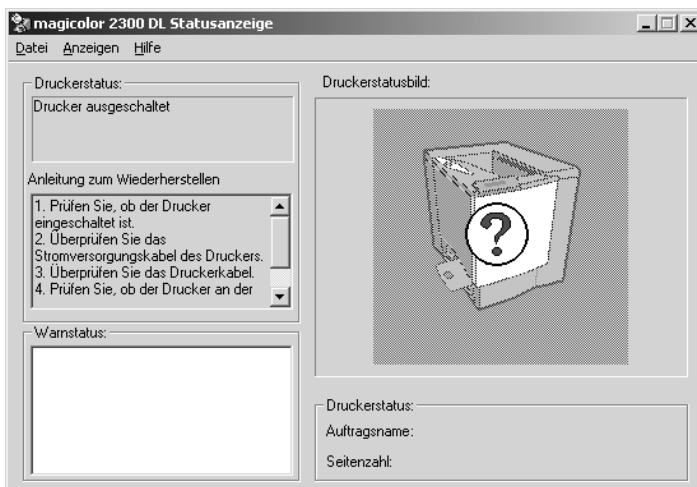 magicolor 2300 DL Statusanzeige
Datei Anzeigen Hilfe
Druckerstatus:
Drucker ausgeschaltet
Anleitung zum Wiederherstellen
1. Prüfen Sie, ob der Drucker
eingeschaltet ist.
2. Überprüfen Sie das
Stromversorgungskabel des Druckers.
3. Überprüfen Sie das Druckerkabel.
4. Prüfen Sie, ob der Drucker an der
Warnstatus:
Druckerstatusbild:
?
Druckerstatus:
Auftragsname:
Seitenzahl: